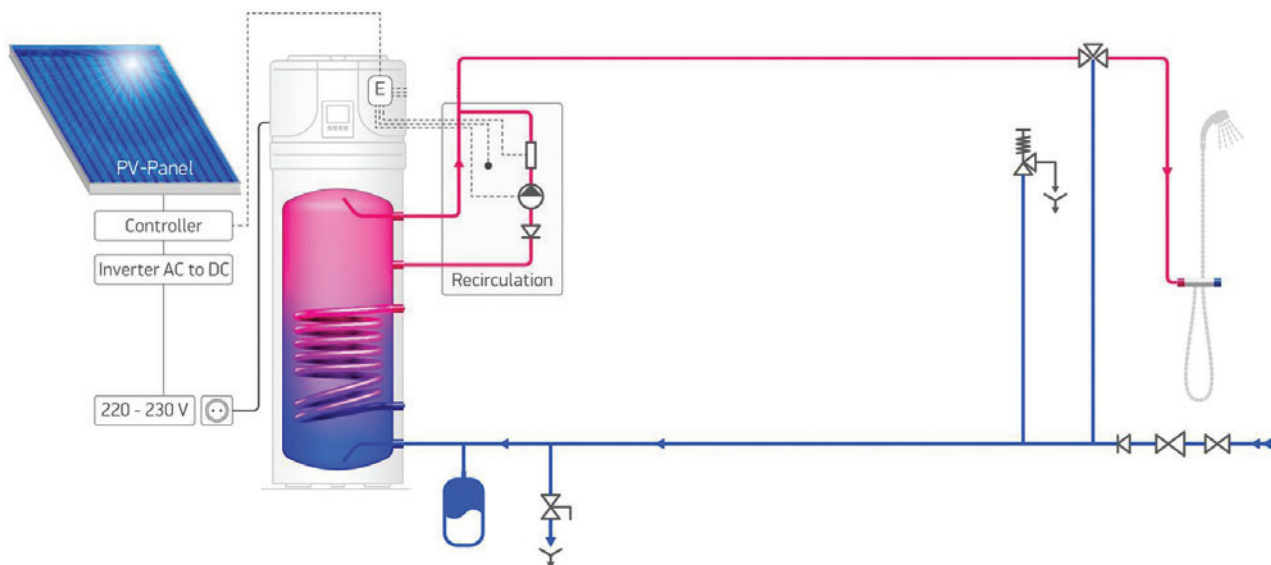 PV-Panel
Controller
Inverter AC to DC
220 - 230 V
E
Recirculation